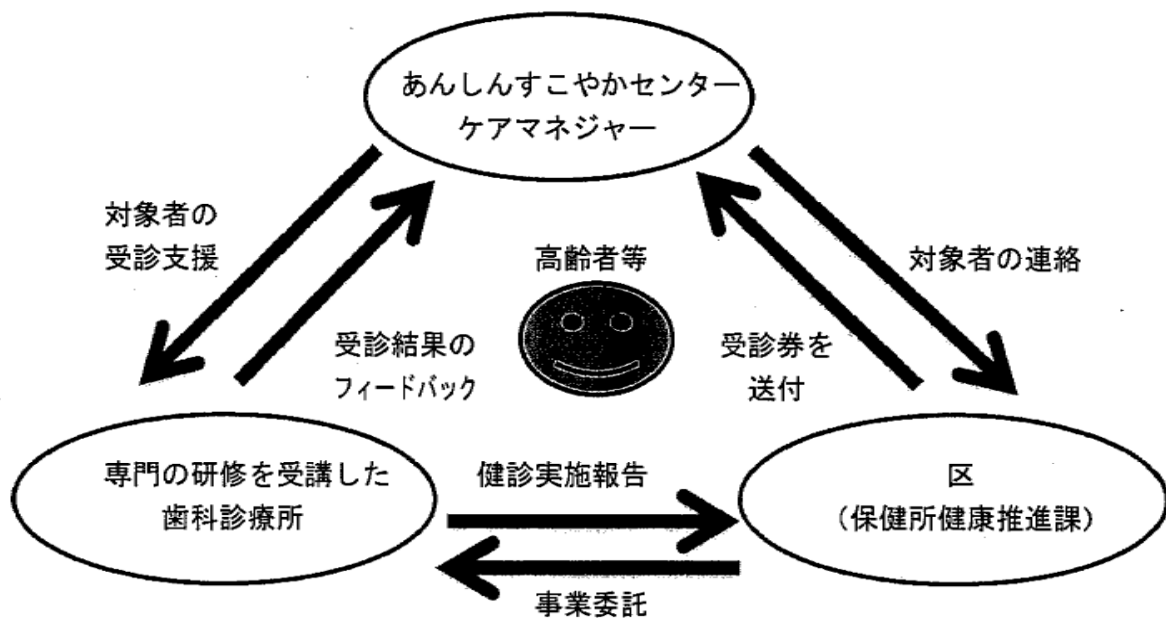 あんしんすこやかセンター
ケアマネジャー
対象者の
受診支援
高齢者等
対象者の連絡
受診結果の
フィードバック
受診券を
送付
専門の研修を受講した
歯科診療所
健診実施報告
区
（保健所健康推進課）
事業委託